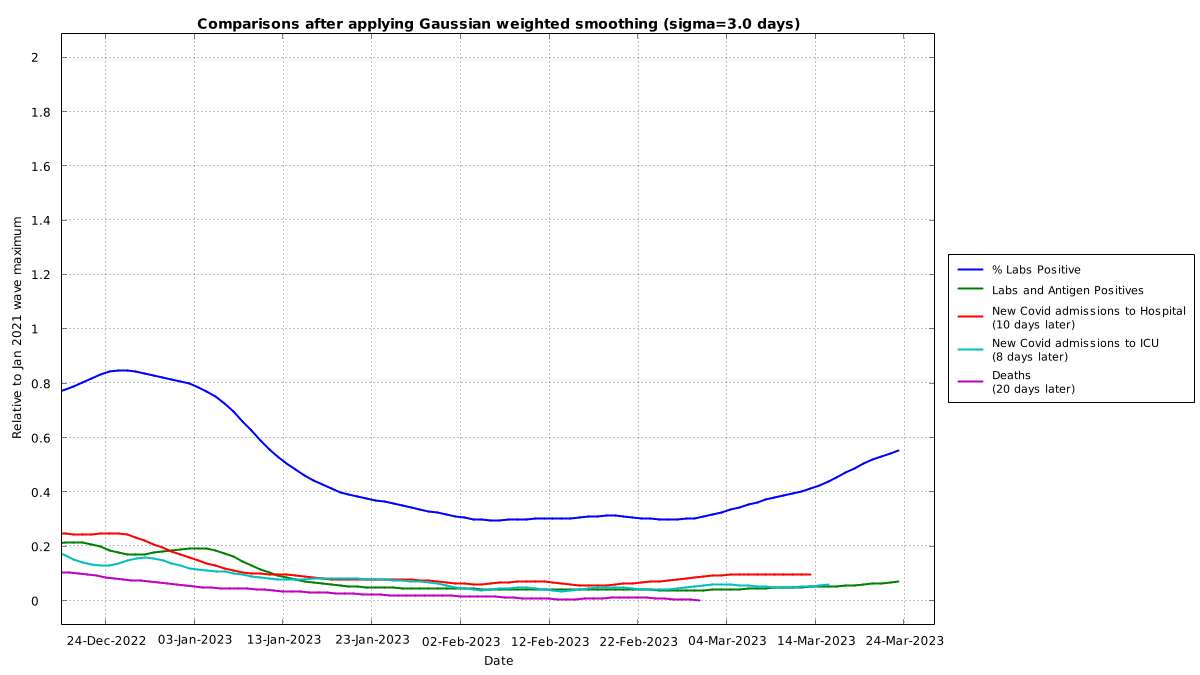 Comparisons after applying Gaussian weighted smoothing (sigma=3.0 days)
Relative to Jan 2021 wave maximum
2
1.8
1.6
1.4
1.2
1
0.8
0.6
0.4
0.2
0
24-Dec-2022 03-Jan-2023 13-Jan-2023 23-Jan-2023 02-Feb-2023 12-Feb-2023 22-Feb-2023 04-Mar-2023 14-Mar-2023 24-Mar-2023
Date
% Labs Positive
Labs and Antigen Positives
New Covid admissions to Hospital
(10 days later)
New Covid admissions to ICU
(8 days later)
Deaths
(20 days later)